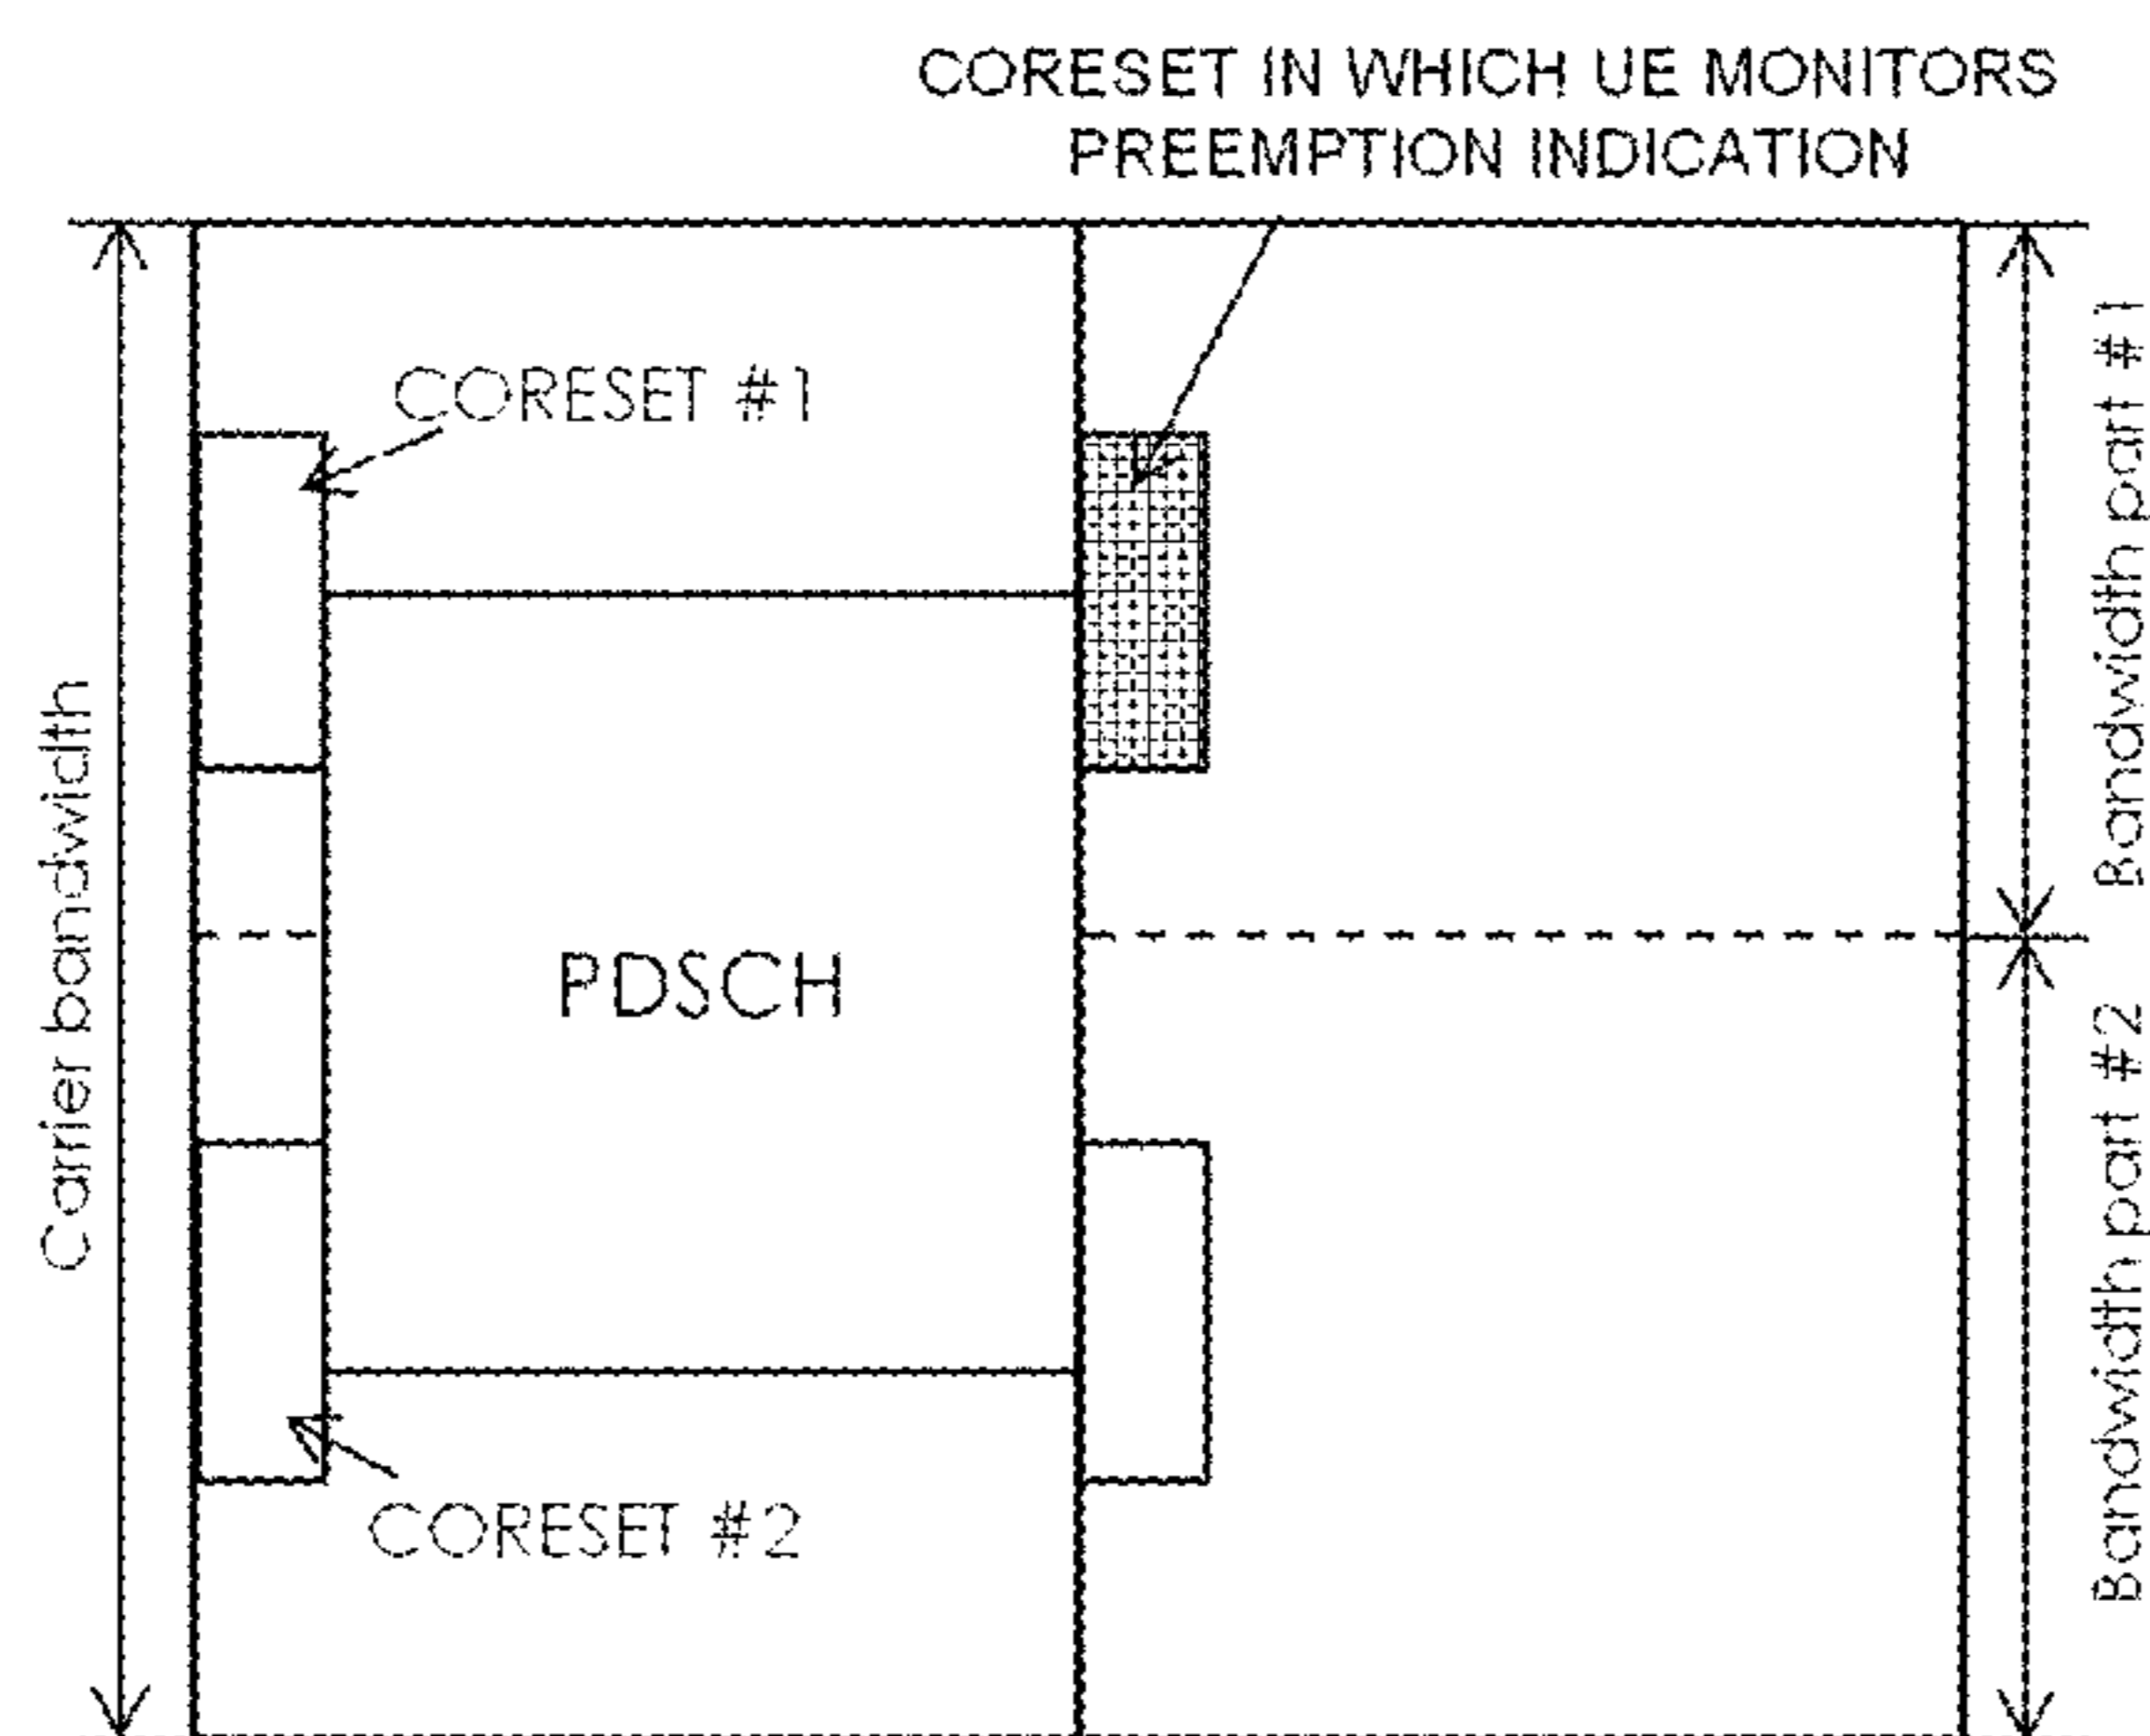 CORESET IN WHICH UE MONITORS
PREEMPTION INDICATION
CORESET #1
Carrier bandwidth
PDSCH
CORESET #2
Bandwidth part #1
Bandwidth part #2